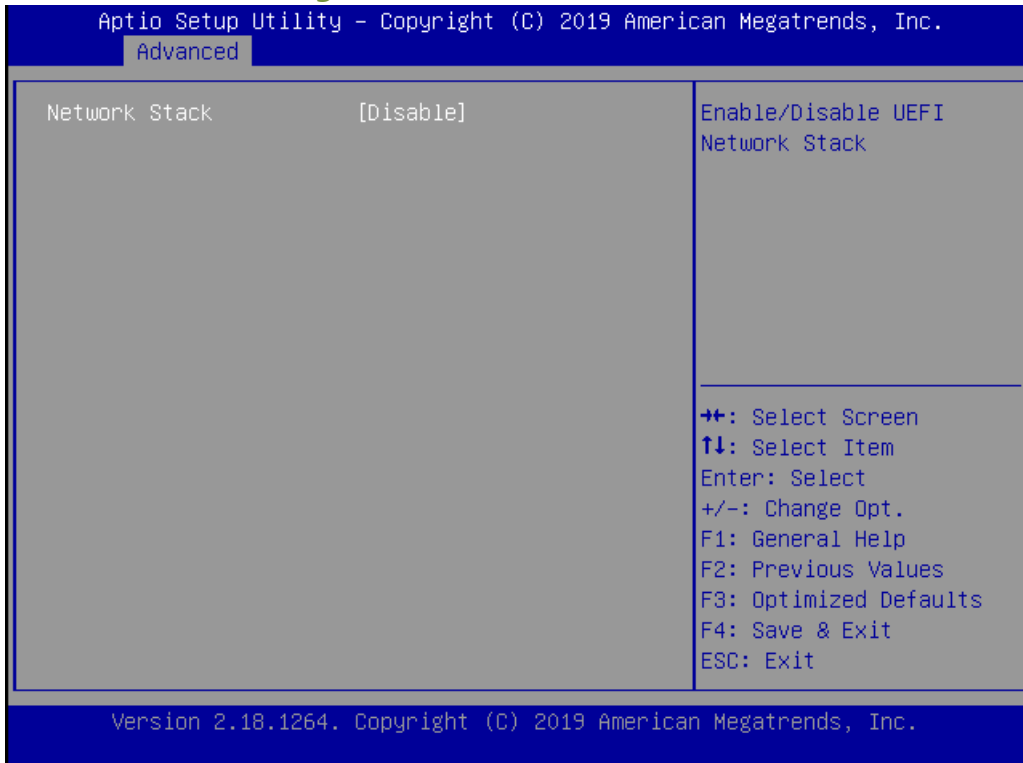 Aptio Setup Utility – Copyright (C) 2019 American Megatrends, Inc.
Advanced
Network Stack [Disable]
Enable/Disable UEFI
Network Stack
→←: Select Screen
↑↓: Select Item
Enter: Select
+/-: Change Opt.
F1: General Help
F2: Previous Values
F3: Optimized Defaults
F4: Save & Exit
ESC: Exit
Version 2.18.1264. Copyright (C) 2019 American Megatrends, Inc.